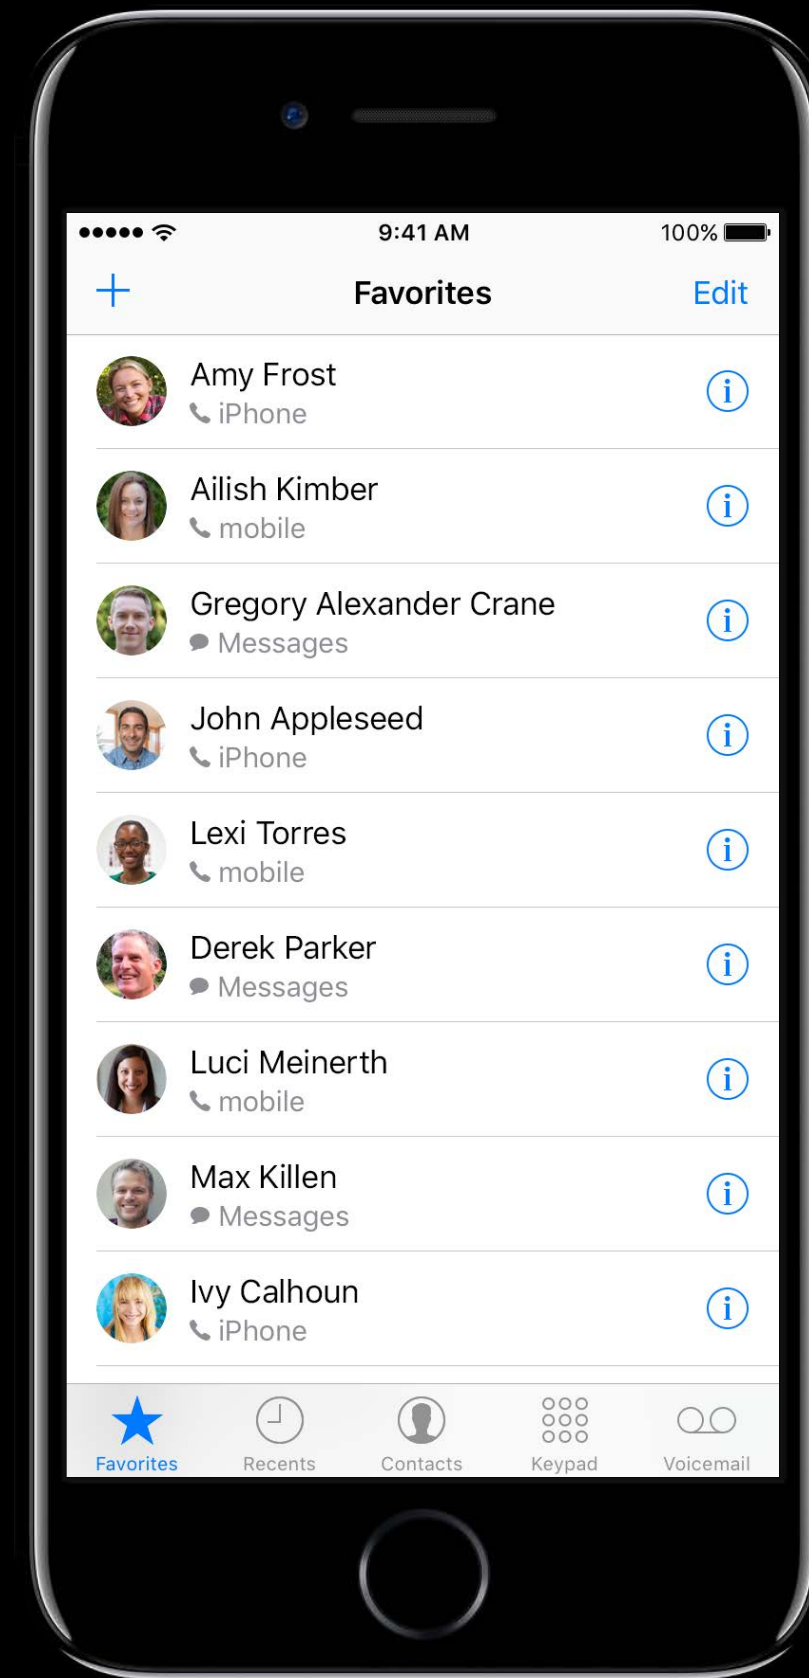 9:41 AM 100%
Favorites Edit
Amy Frost
iPhone
Ailish Kimber
mobile
Gregory Alexander Crane
Messages
John Appleseed
iPhone
Lexi Torres
mobile
Derek Parker
Messages
Luci Meinerth
mobile
Max Killen
Messages
Ivy Calhoun
iPhone
Favorites Recents Contacts Keypad Voicemail